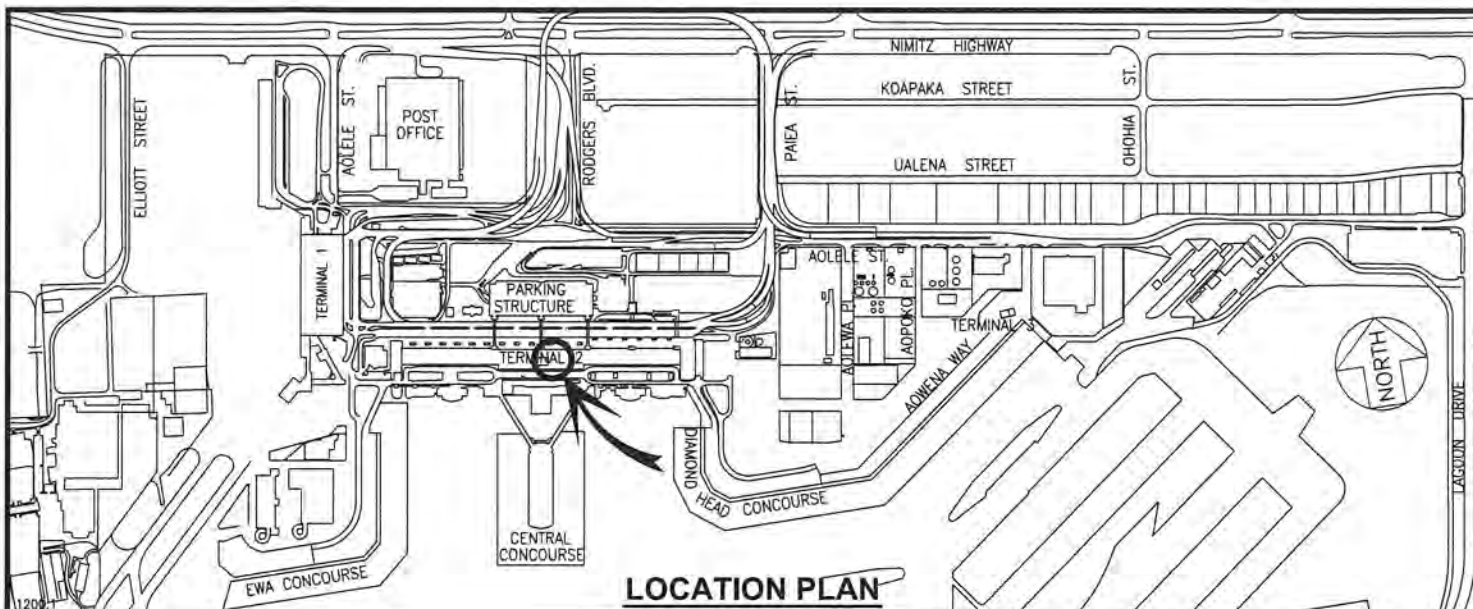 NIMITZ HIGHWAY
KOAPAKA STREET
UALENA STREET
ELLIOTT STREET
AOLELE ST.
POST
OFFICE
RODGERS BLVD.
PAIEA ST.
OHOHIA ST.
TERMINAL 1
PARKING
STRUCTURE
TERMINAL 2
AOLELE ST.
AOLEWA PL.
AOPOKO PL.
TERMINAL 3
AOWENA WAY
NORTH
LAGOON DRIVE
DIAMOND
HEAD CONCOURSE
CENTRAL
CONCOURSE
EWA CONCOURSE
LOCATION PLAN
1200:1